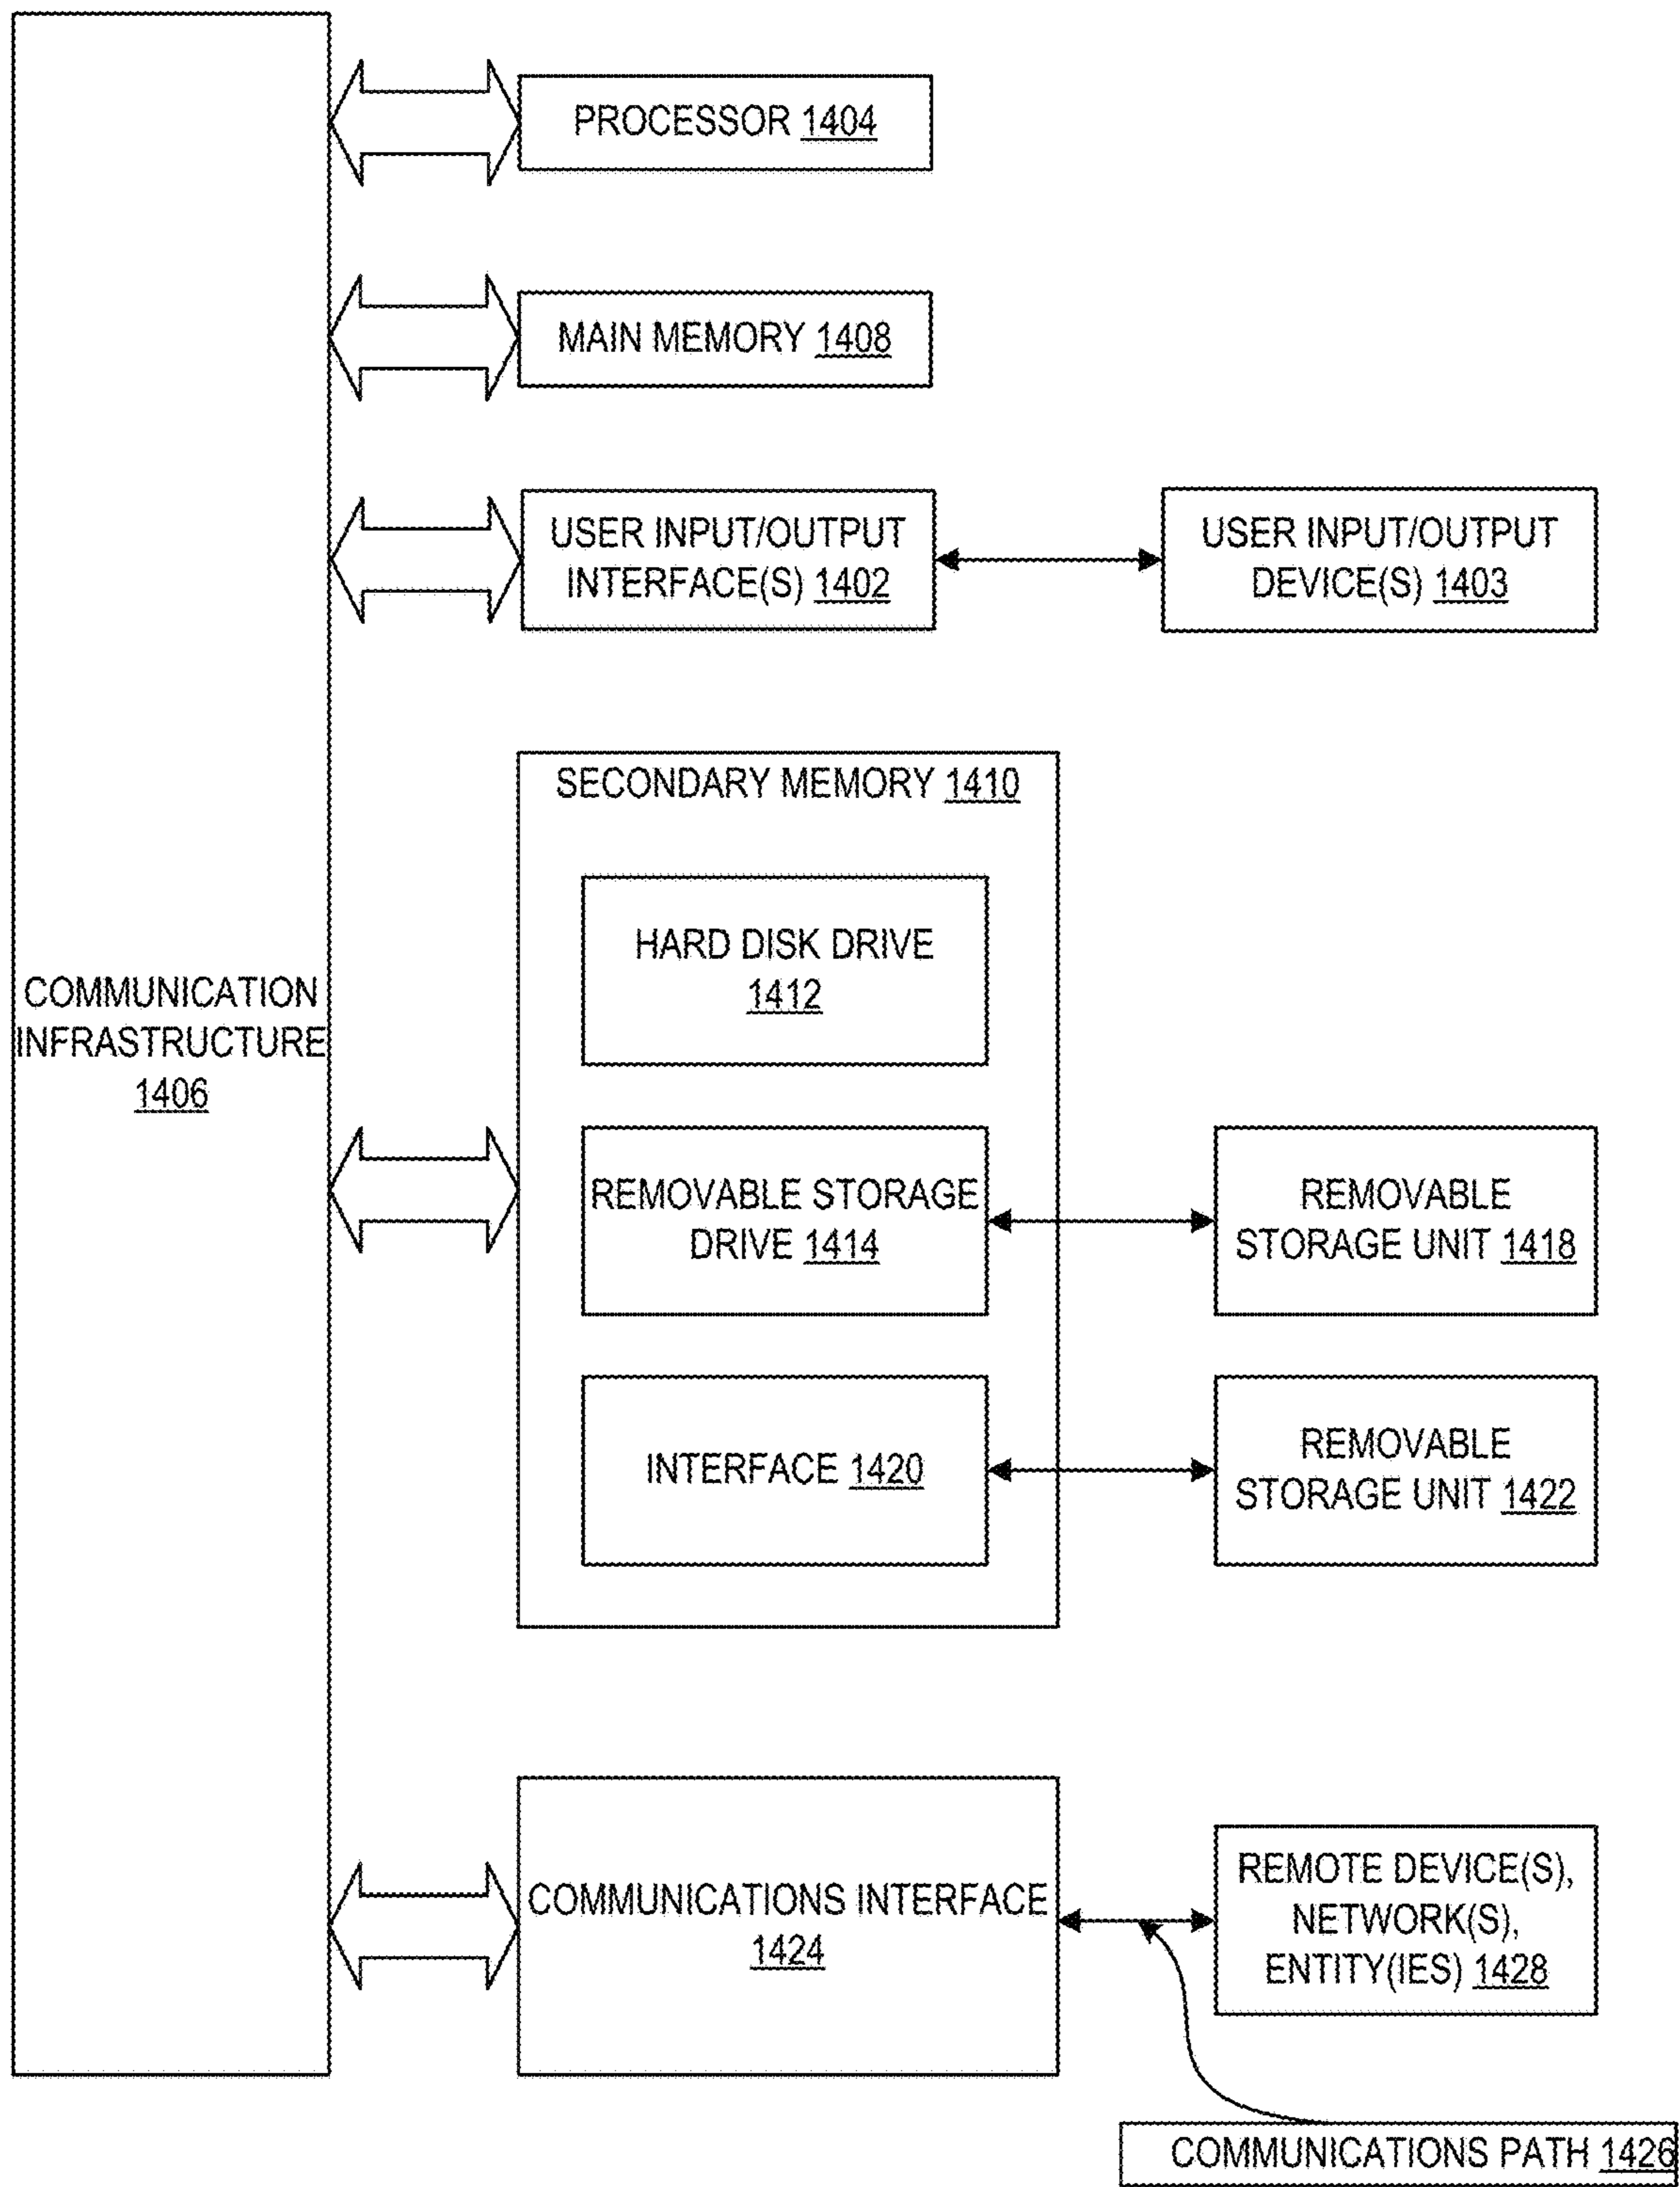 PROCESSOR 1404
MAIN MEMORY 1408
USER INPUT/OUTPUT
INTERFACE(S) 1402
USER INPUT/OUTPUT
DEVICE(S) 1403
SECONDARY MEMORY 1410
HARD DISK DRIVE
1412
COMMUNICATION
INFRASTRUCTURE
1406
REMOVABLE STORAGE
DRIVE 1414
REMOVABLE
STORAGE UNIT 1418
INTERFACE 1420
REMOVABLE
STORAGE UNIT 1422
COMMUNICATIONS INTERFACE
1424
REMOTE DEVICE(S),
NETWORK(S),
ENTITY(IES) 1428
COMMUNICATIONS PATH 1426